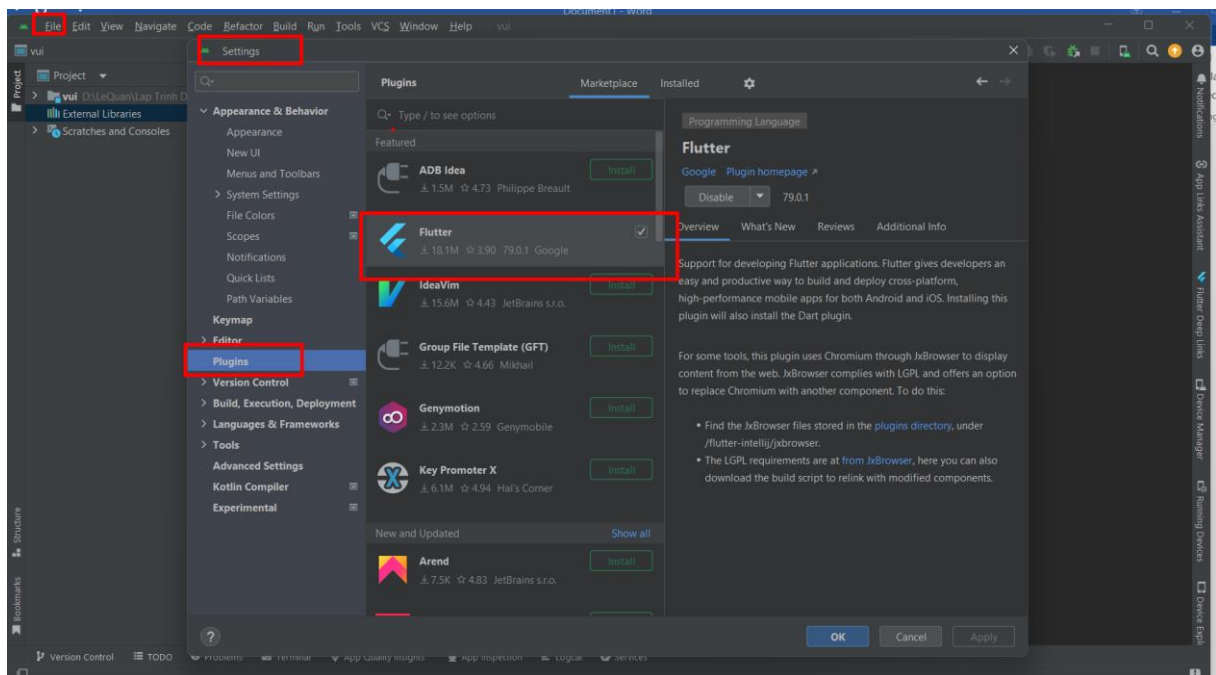 Document1 - Word
File Edit View Navigate Code Refactor Build Run Tools VCS Window Help vui
vui
Settings
Project
Project
vui D:\LeQuan\Lap Trinh D
External Libraries
Scratches and Consoles
Structure
Bookmarks
Appearance & Behavior
Appearance
New UI
Menus and Toolbars
System Settings
File Colors
Scopes
Notifications
Quick Lists
Path Variables
Keymap
Editor
Plugins
Version Control
Build, Execution, Deployment
Languages & Frameworks
Tools
Advanced Settings
Kotlin Compiler
Experimental
Plugins Marketplace Installed
Type / to see options
Featured
ADB Idea Install
1.5M 4.73 Philippe Breault
Flutter
18.1M 3.90 79.0.1 Google
IdeaVim Install
15.6M 4.43 JetBrains s.r.o.
Group File Template (GFT) Install
12.2K 4.66 Mikhail
Genymotion Install
2.3M 2.59 Genymobile
Key Promoter X Install
6.1M 4.94 Hal's Corner
New and Updated Show all
Arend Install
7.5K 4.83 JetBrains s.r.o.
Programming Language
Flutter
Google Plugin homepage
Disable 79.0.1
Overview What's New Reviews Additional Info
Support for developing Flutter applications. Flutter gives developers an
easy and productive way to build and deploy cross-platform,
high-performance mobile apps for both Android and iOS. Installing this
plugin will also install the Dart plugin.
For some tools, this plugin uses Chromium through JxBrowser to display
content from the web. JxBrowser complies with LGPL and offers an option
to replace Chromium with another component. To do this:
• Find the JxBrowser files stored in the plugins directory, under
/flutter-intellij/jxbrowser.
• The LGPL requirements are at from JxBrowser, here you can also
download the build script to relink with modified components.
? OK Cancel Apply
Notifications
App Links Assistant
Flutter Deep Links
Device Manager
Running Devices
Device Expl
Version Control TODO Problems Terminal App Quality Insights App Inspection Logcat Services